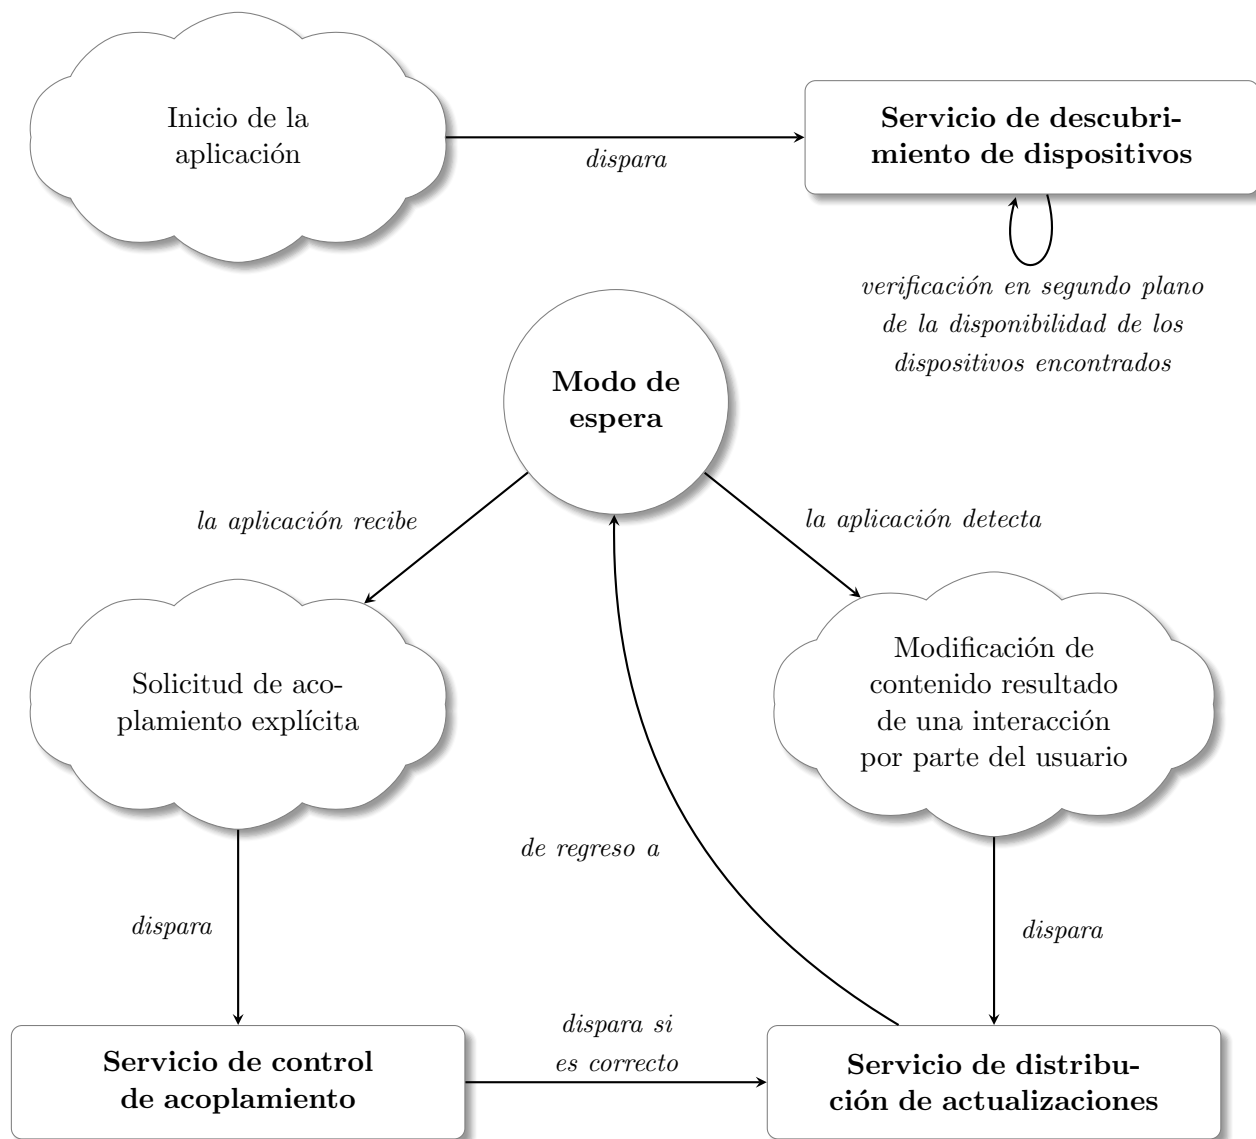 Inicio de la
aplicación
dispara
Servicio de descubri-
miento de dispositivos
verificación en segundo plano
de la disponibilidad de los
dispositivos encontrados
Modo de
espera
la aplicación recibe
la aplicación detecta
Solicitud de aco-
plamiento explícita
Modificación de
contenido resultado
de una interacción
por parte del usuario
de regreso a
dispara
dispara
Servicio de control
de acoplamiento
dispara si
es correcto
Servicio de distribu-
ción de actualizaciones